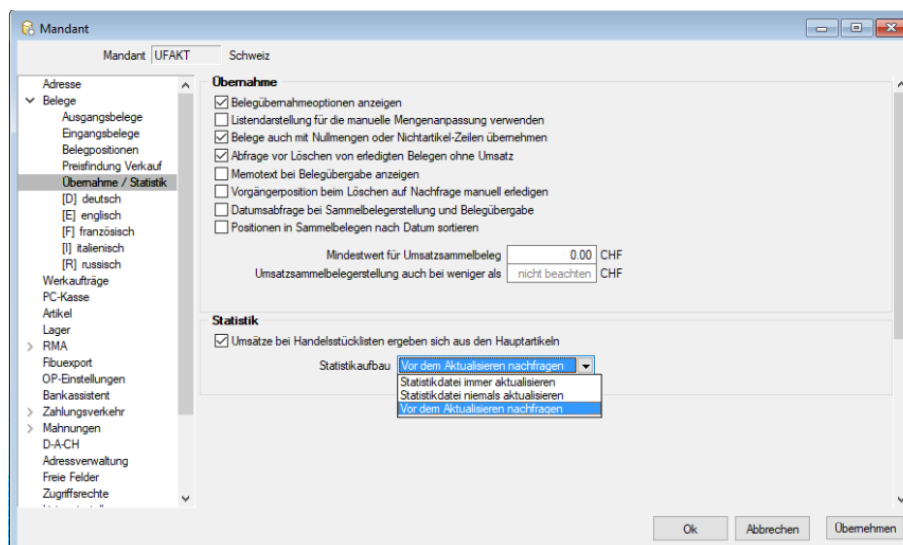 Mandant
Mandant UFAKT Schweiz
Adresse
Belege
Ausgangsbelege
Eingangsbelege
Belegpositionen
Preisfindung Verkauf
Übernahme / Statistik
[D] deutsch
[E] englisch
[F] französisch
[I] italienisch
[R] russisch
Werkaufträge
PC-Kasse
Artikel
Lager
RMA
Fibuexport
OP-Einstellungen
Bankassistent
Zahlungsverkehr
Mahnungen
D-A-CH
Adressverwaltung
Freie Felder
Zugriffsrechte
Übernahme
Belegübernahmeoptionen anzeigen
Listendarstellung für die manuelle Mengenanpassung verwenden
Belege auch mit Nullmengen oder Nichtartikel-Zeilen übernehmen
Abfrage vor Löschen von erledigten Belegen ohne Umsatz
Memotext bei Belegübergabe anzeigen
Vorgängerposition beim Löschen auf Nachfrage manuell erledigen
Datumsabfrage bei Sammelbelegerstellung und Belegübergabe
Positionen in Sammelbelegen nach Datum sortieren
Mindestwert für Umsatzsammelbeleg 0.00 CHF
Umsatzsammelbelegerstellung auch bei weniger als nicht beachten CHF
Statistik
Umsätze bei Handelsstücklisten ergeben sich aus den Hauptartikeln
Statistikaufbau Vor dem Aktualisieren nachfragen
Statistikdatei immer aktualisieren
Statistikdatei niemals aktualisieren
Vor dem Aktualisieren nachfragen
Ok Abbrechen Übernehmen